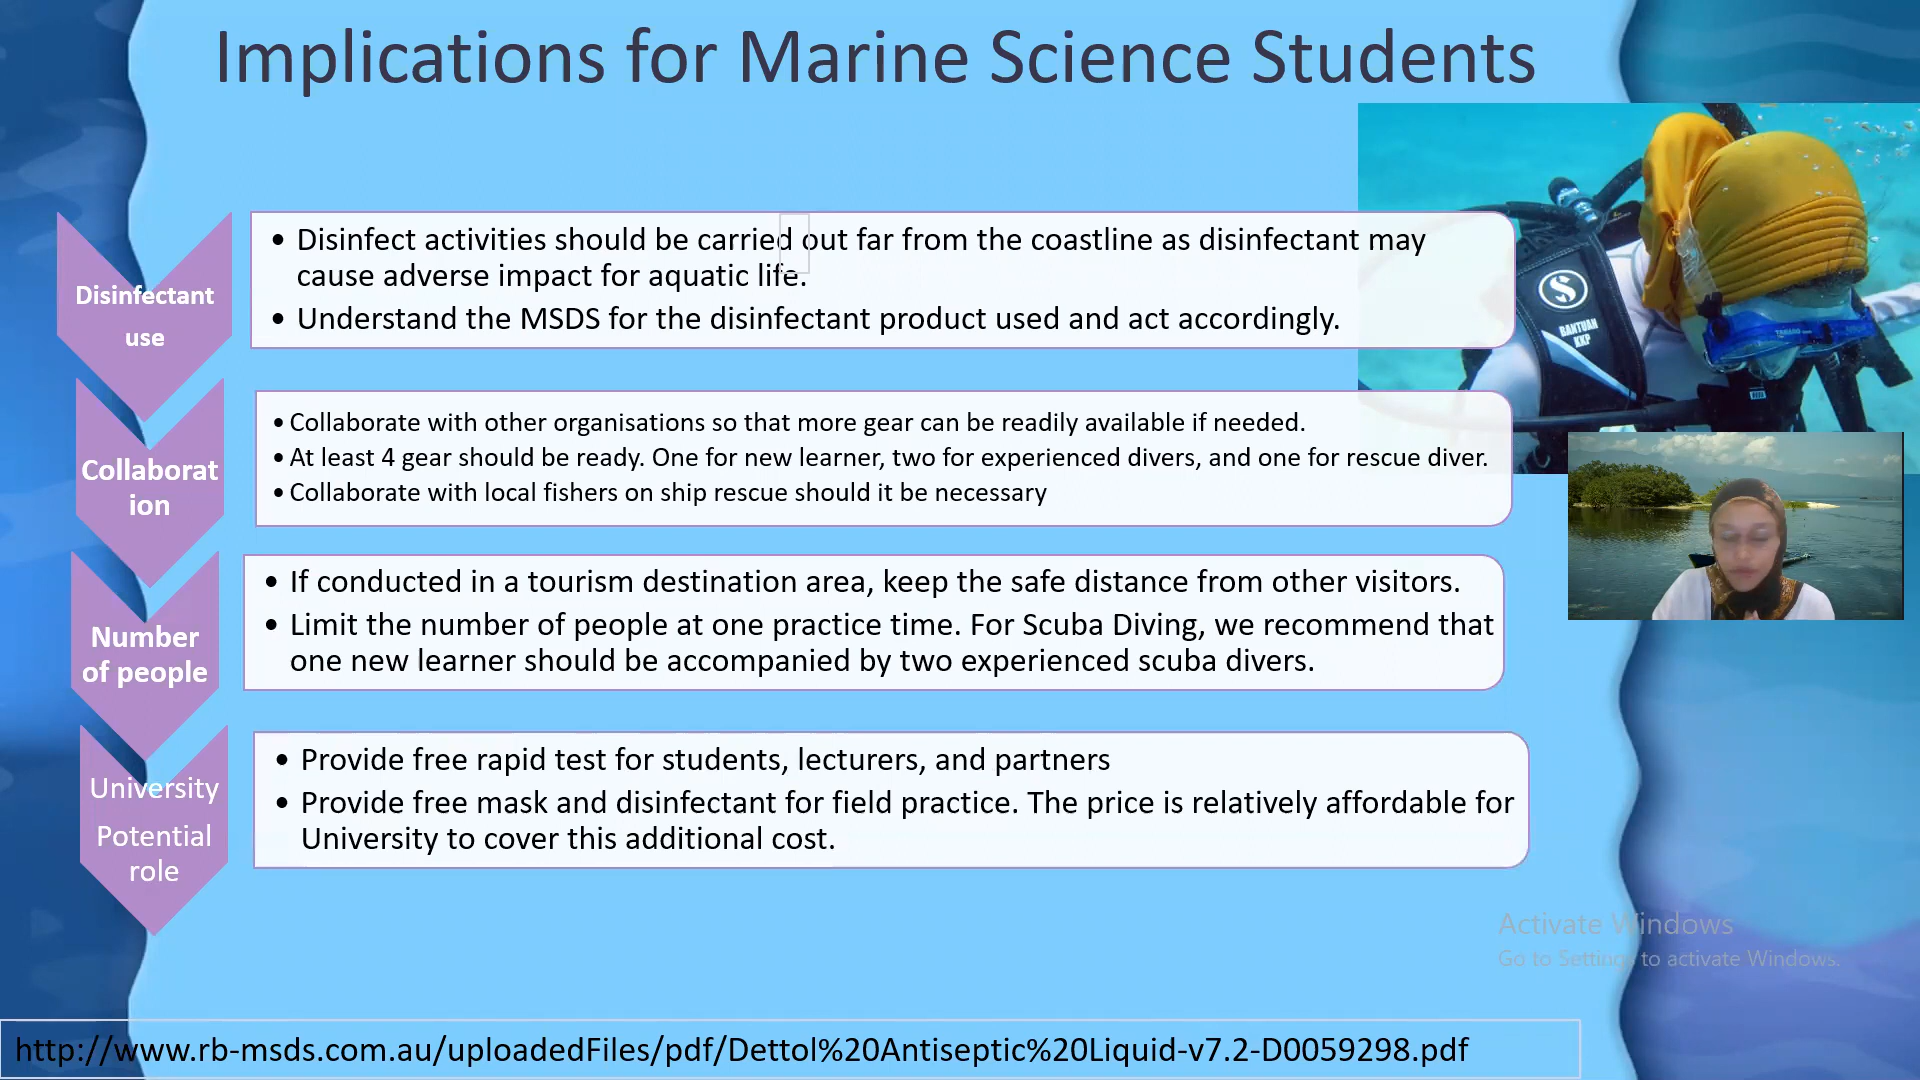 Implications for Marine Science Students
Disinfectant
use
• Disinfect activities should be carried out far from the coastline as disinfectant may
cause adverse impact for aquatic life.
• Understand the MSDS for the disinfectant product used and act accordingly.
S
BANTUAN
KKP
Collaborat
ion
• Collaborate with other organisations so that more gear can be readily available if needed.
• At least 4 gear should be ready. One for new learner, two for experienced divers, and one for rescue diver.
• Collaborate with local fishers on ship rescue should it be necessary
Number
of people
• If conducted in a tourism destination area, keep the safe distance from other visitors.
• Limit the number of people at one practice time. For Scuba Diving, we recommend that
one new learner should be accompanied by two experienced scuba divers.
University
Potential
role
• Provide free rapid test for students, lecturers, and partners
• Provide free mask and disinfectant for field practice. The price is relatively affordable for
University to cover this additional cost.
Activate Windows
Go to Settings to activate Windows.
http://www.rb-msds.com.au/uploadedFiles/pdf/Dettol%20Antiseptic%20Liquid-v7.2-D0059298.pdf